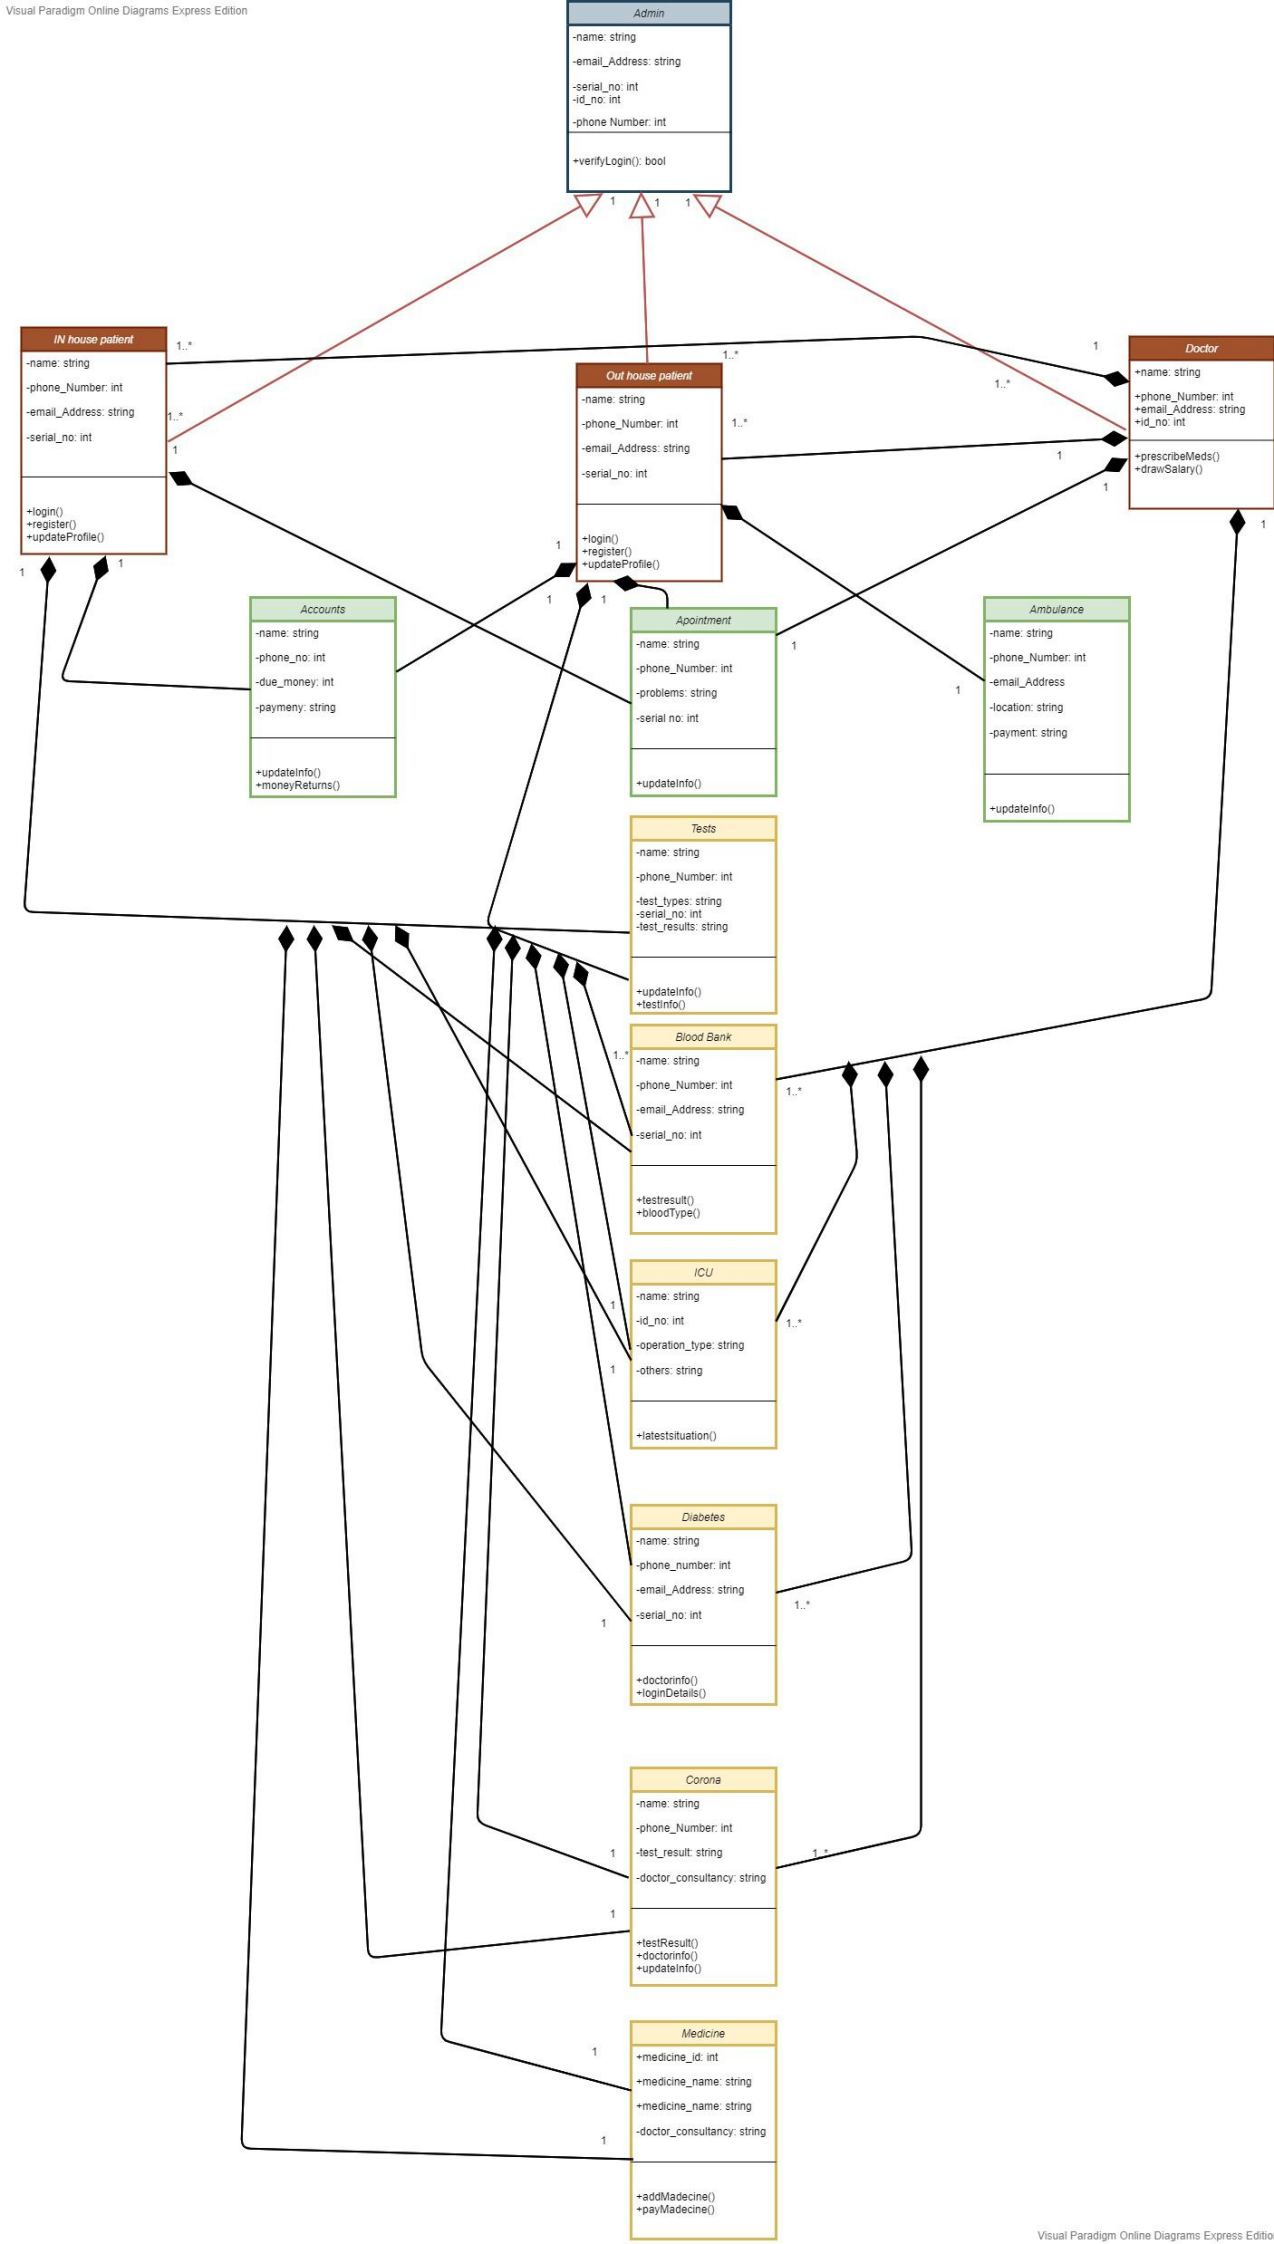 Visual Paradigm Online Diagrams Express Edition
Admin
-name: string
-email_Address: string
-serial_no: int
-id_no: int
-phone Number: int
+verifyLogin(): bool
1
1
1
IN house patient
-name: string
-phone_Number: int
-email_Address: string
-serial_no: int
+login()
+register()
+updateProfile()
1..*
1..*
1
1
1
Out house patient
-name: string
-phone_Number: int
-email_Address: string
-serial_no: int
+login()
+register()
+updateProfile()
1..*
1..*
1
1
1
Doctor
+name: string
+phone_Number: int
+email_Address: string
+id_no: int
+prescribeMeds()
+drawSalary()
1
1..*
1
1
1
Accounts
-name: string
-phone_no: int
-due_money: int
-paymeny: string
+updateInfo()
+moneyReturns()
Apointment
-name: string
-phone_Number: int
-problems: string
-serial no: int
+updateInfo()
1
Ambulance
-name: string
-phone_Number: int
-email_Address
-location: string
-payment: string
+updateInfo()
1
Tests
-name: string
-phone_Number: int
-test_types: string
-serial_no: int
-test_results: string
+updateInfo()
+testInfo()
Blood Bank
-name: string
-phone_Number: int
-email_Address: string
-serial_no: int
+testresult()
+bloodType()
1..*
1..*
ICU
-name: string
-id_no: int
-operation_type: string
-others: string
+latestsituation()
1
1..*
1
Diabetes
-name: string
-phone_number: int
-email_Address: string
-serial_no: int
+doctorinfo()
+loginDetails()
1..*
1
Corona
-name: string
-phone_Number: int
-test_result: string
-doctor_consultancy: string
+testResult()
+doctorinfo()
+updateInfo()
1
1..*
1
Medicine
+medicine_id: int
+medicine_name: string
+medicine_name: string
-doctor_consultancy: string
+addMadecine()
+payMadecine()
1
1
Visual Paradigm Online Diagrams Express Editio